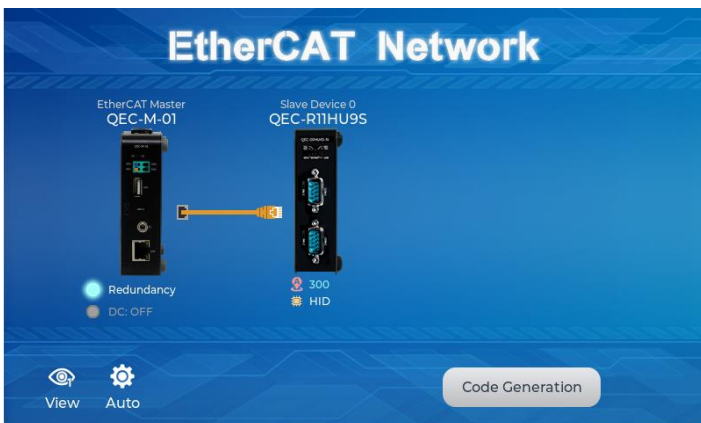 EtherCAT Network
EtherCAT Master
QEC-M-01
Slave Device 0
QEC-R11HU9S
Redundancy
DC: OFF
300
HID
View
Auto
Code Generation